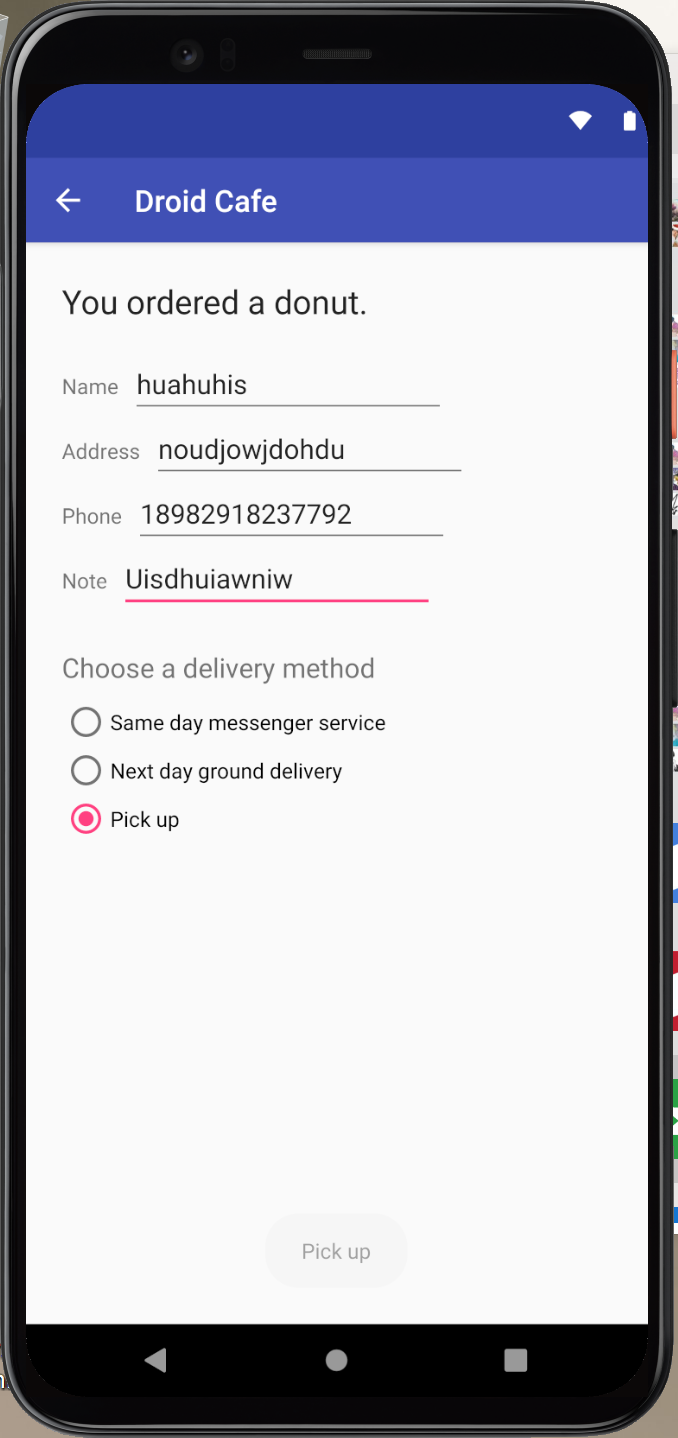 Droid Cafe
You ordered a donut.
Name huahuhis
Address noudjowjdohdu
Phone 18982918237792
Note Uisdhuiawniw
Choose a delivery method
Same day messenger service
Next day ground delivery
Pick up
Pick up